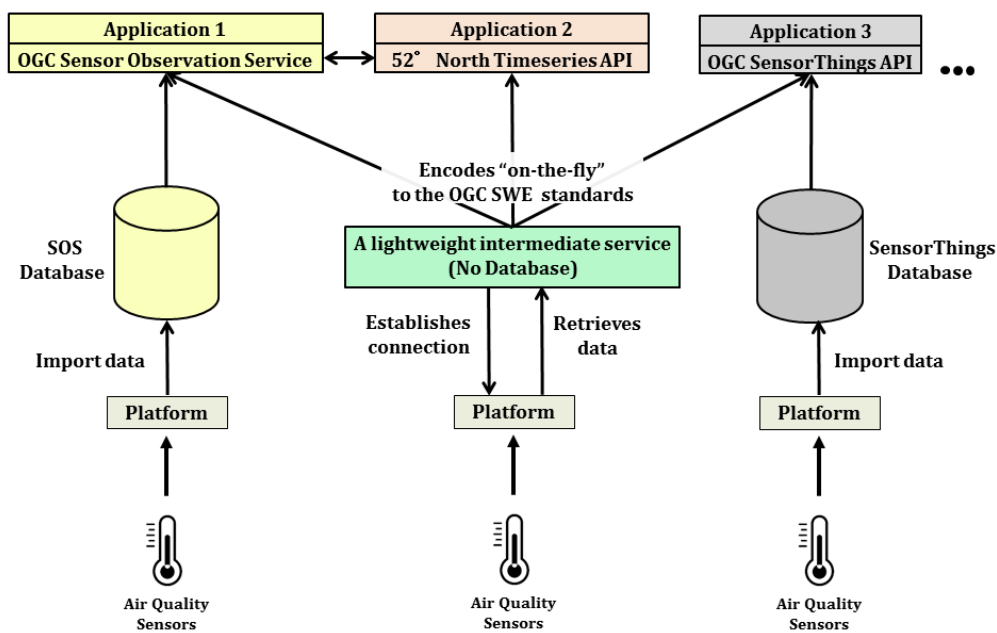 Application 1
OGC Sensor Observation Service
Application 2
52° North Timeseries API
Application 3
OGC SensorThings API
•••
Encodes “on-the-fly”
to the OGC SWE standards
SOS
Database
A lightweight intermediate service
(No Database)
SensorThings
Database
Establishes
connection
Retrieves
data
Import data
Import data
Platform
Platform
Platform
Air Quality
Sensors
Air Quality
Sensors
Air Quality
Sensors